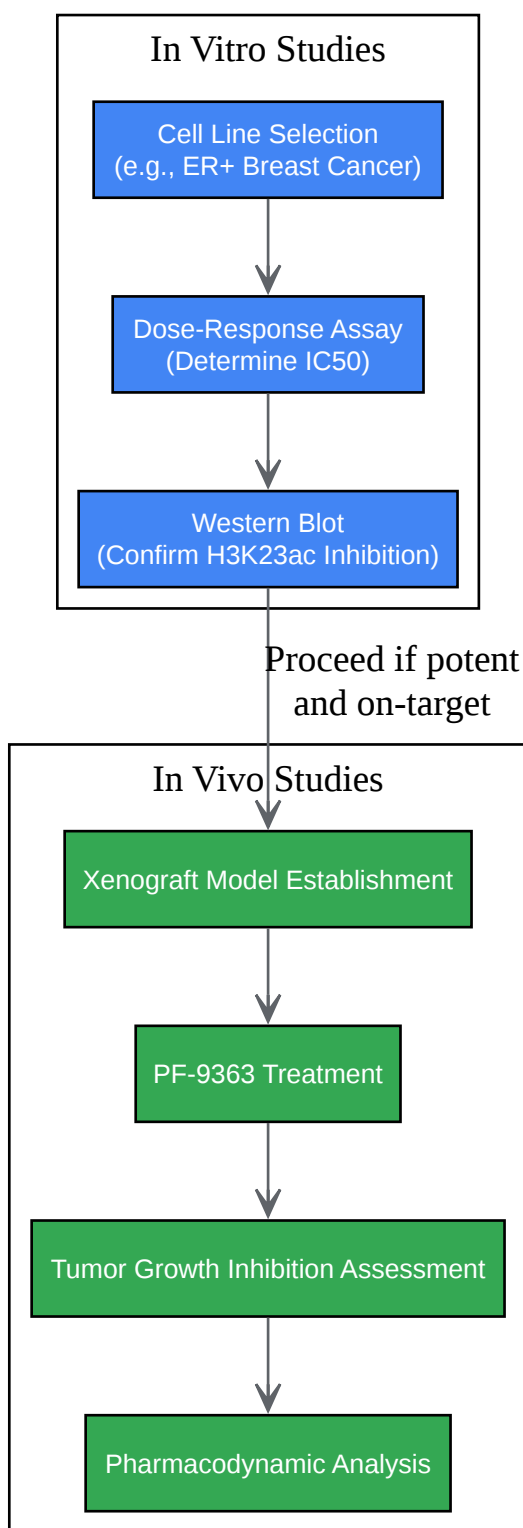 In Vitro Studies
Cell Line Selection
(e.g., ER+ Breast Cancer)
Dose-Response Assay
(Determine IC50)
Western Blot
(Confirm H3K23ac Inhibition)
Proceed if potent
and on-target
In Vivo Studies
Xenograft Model Establishment
PF-9363 Treatment
Tumor Growth Inhibition Assessment
Pharmacodynamic Analysis